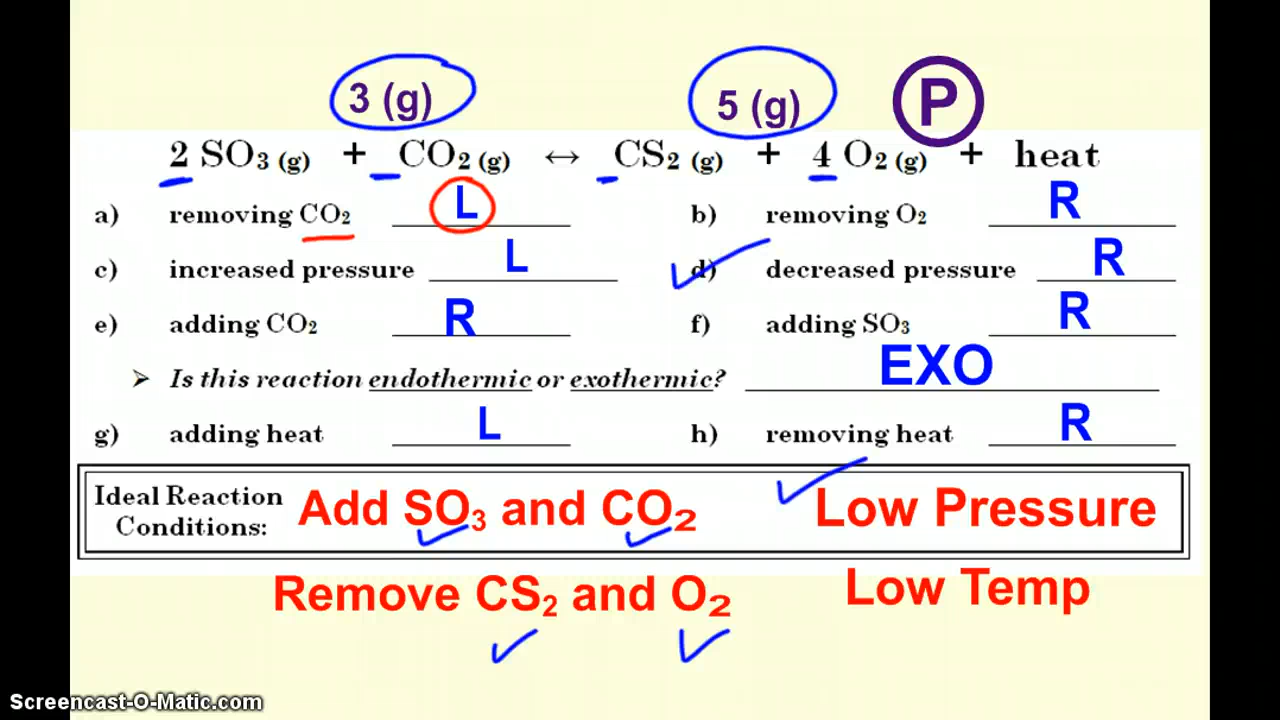 3 (g) 5 (g) P
2 SO₃ (g) + CO₂ (g) ↔ CS₂ (g) + 4 O₂ (g) + heat
a) removing CO₂ L b) removing O₂ R
c) increased pressure L d) decreased pressure R
e) adding CO₂ R f) adding SO₃ R
➢ Is this reaction endothermic or exothermic? EXO
g) adding heat L h) removing heat R
Ideal Reaction
Conditions: Add SO₃ and CO₂ Low Pressure
Remove CS₂ and O₂ Low Temp
Screencast-O-Matic.com